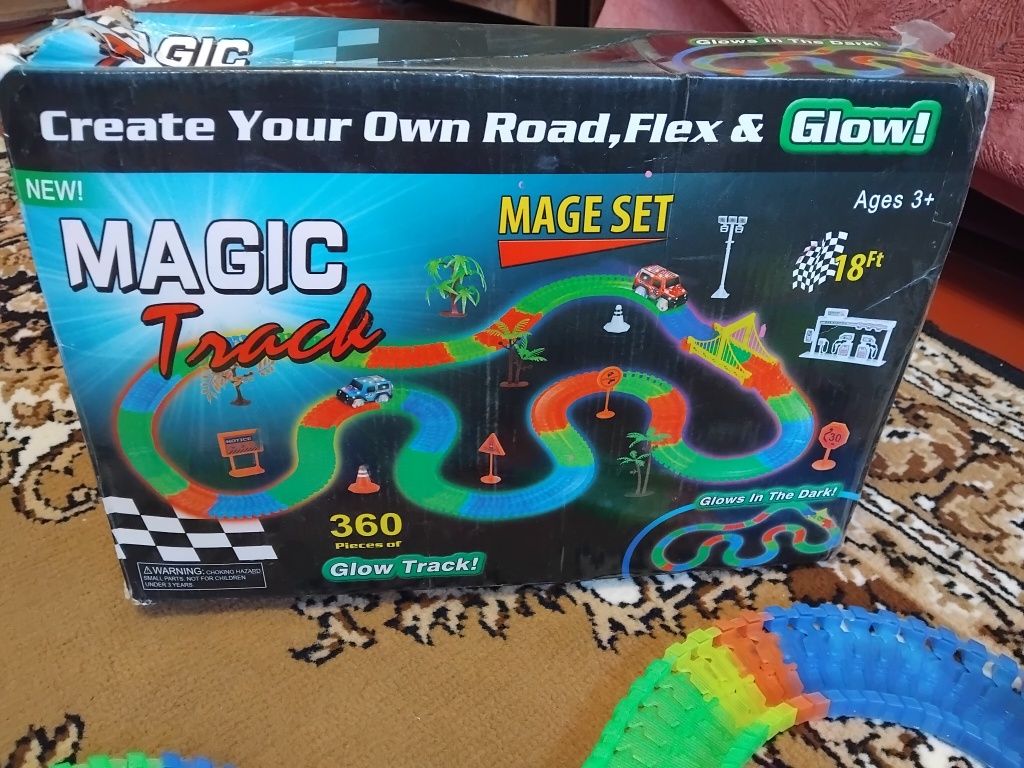 GIC
Glows In The Dark!
Create Your Own Road, Flex & Glow!
NEW!
MAGIC
Track
MAGE SET
Ages 3+
18Ft
NOTICE
30
360
Pieces of
Glow Track!
Glows In The Dark!
WARNING: CHOKING HAZARD
SMALL PARTS. NOT FOR CHILDREN
UNDER 3 YEARS